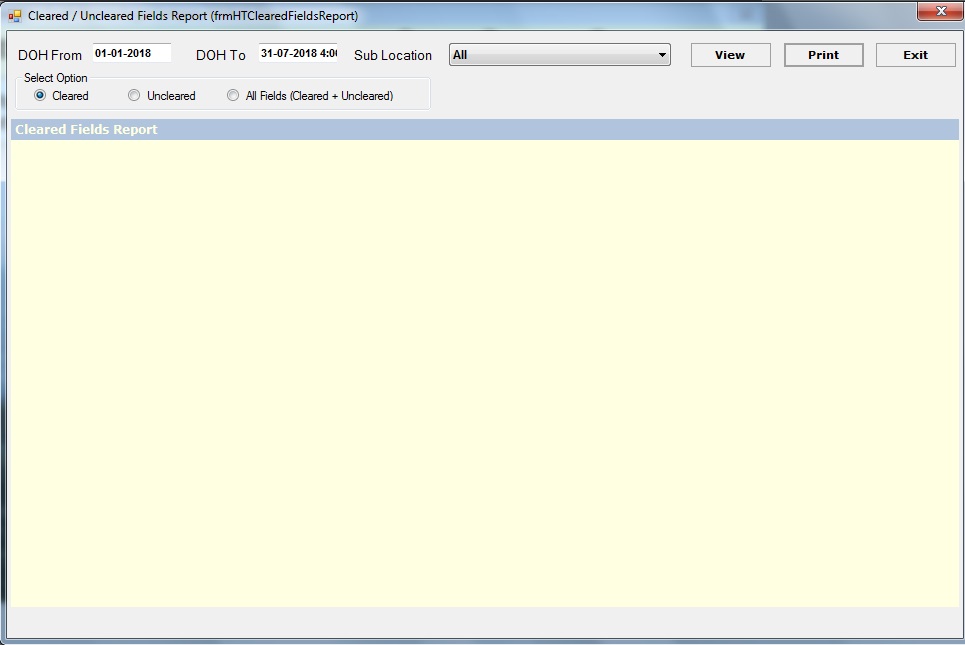 Cleared / Uncleared Fields Report (frmHTClearedFieldsReport)
DOH From 01-01-2018 DOH To 31-07-2018 4:0 Sub Location All View Print Exit
Select Option
Cleared Uncleared All Fields (Cleared + Uncleared)
Cleared Fields Report